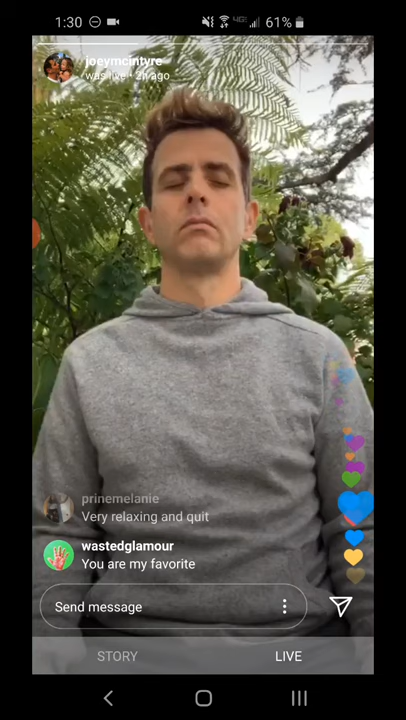 1:30
4G 61%
joeymcintyre
was live • 2h ago
prinemelanie
Very relaxing and quit
wastedglamour
You are my favorite
Send message
STORY LIVE